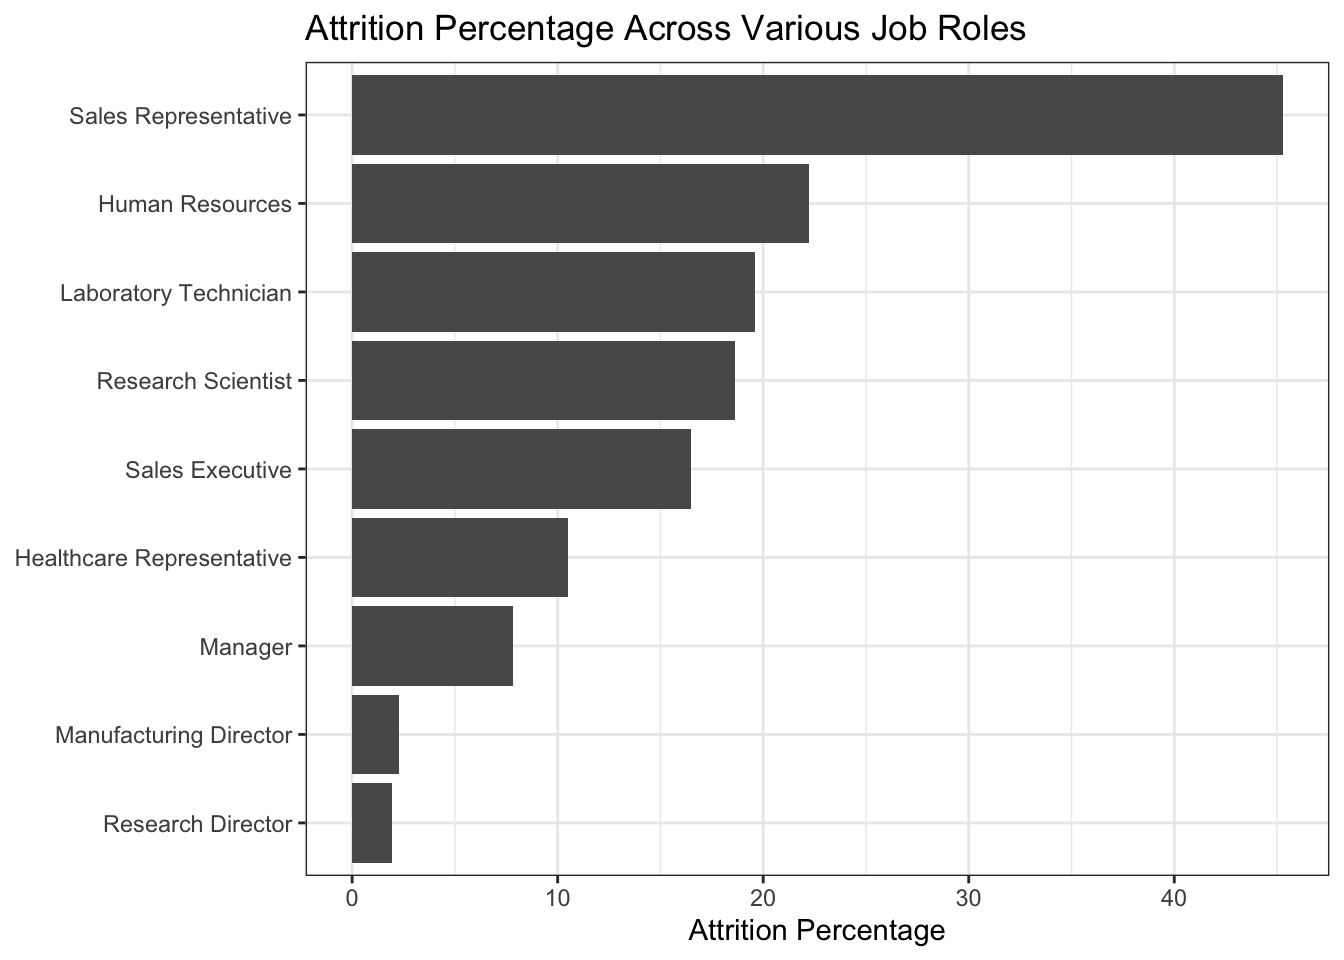 Attrition Percentage Across Various Job Roles
Sales Representative
Human Resources
Laboratory Technician
Research Scientist
Sales Executive
Healthcare Representative
Manager
Manufacturing Director
Research Director
0 10 20 30 40
Attrition Percentage